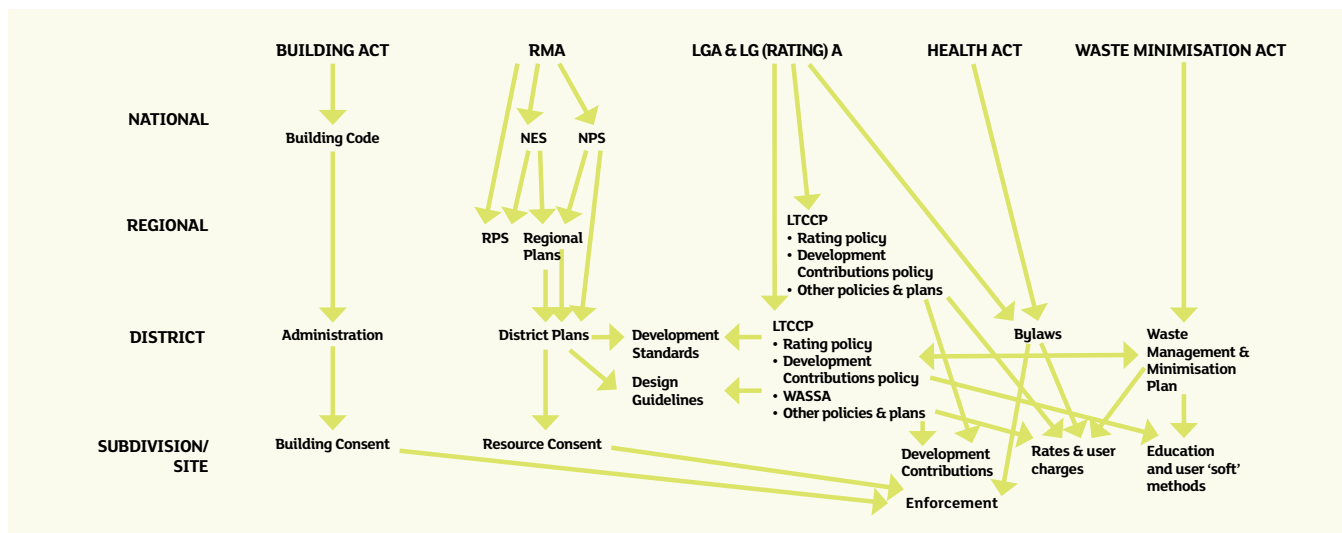 BUILDING ACT
RMA
LGA & LG (RATING) A
HEALTH ACT
WASTE MINIMISATION ACT
NATIONAL
Building Code
NES
NPS
REGIONAL
RPS
Regional
Plans
LTCCP
• Rating policy
• Development
Contributions policy
• Other policies & plans
DISTRICT
Administration
District Plans
Development
Standards
Design
Guidelines
LTCCP
• Rating policy
• Development
Contributions policy
• WASSA
• Other policies & plans
Bylaws
Waste
Management &
Minimisation
Plan
SUBDIVISION/
SITE
Building Consent
Resource Consent
Development
Contributions
Enforcement
Rates & user
charges
Education
and user ‘soft’
methods